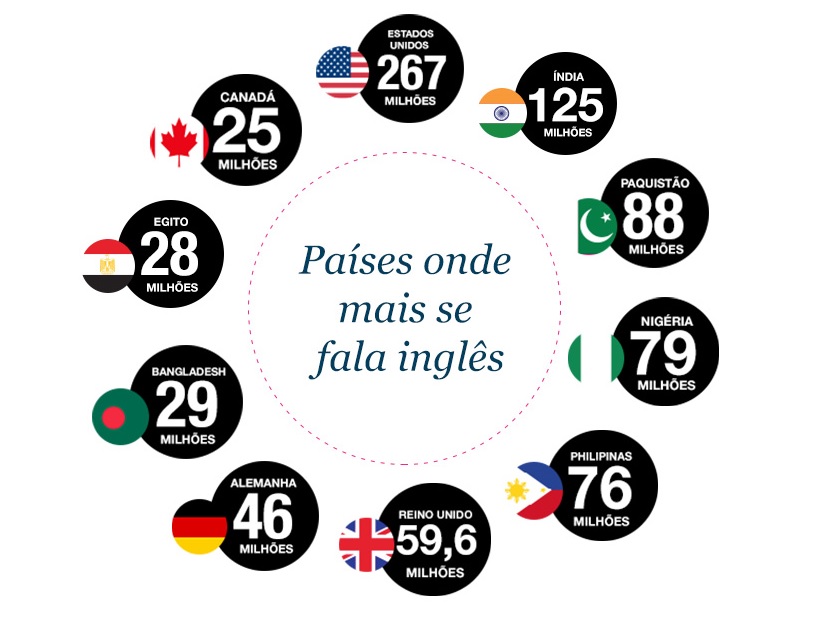 Países onde
mais se
fala inglês
ESTADOS
UNIDOS
267
MILHÕES
ÍNDIA
125
MILHÕES
PAQUISTÃO
88
MILHÕES
NIGÉRIA
79
MILHÕES
PHILIPINAS
76
MILHÕES
REINO UNIDO
59,6
MILHÕES
ALEMANHA
46
MILHÕES
BANGLADESH
29
MILHÕES
EGITO
28
MILHÕES
CANADÁ
25
MILHÕES